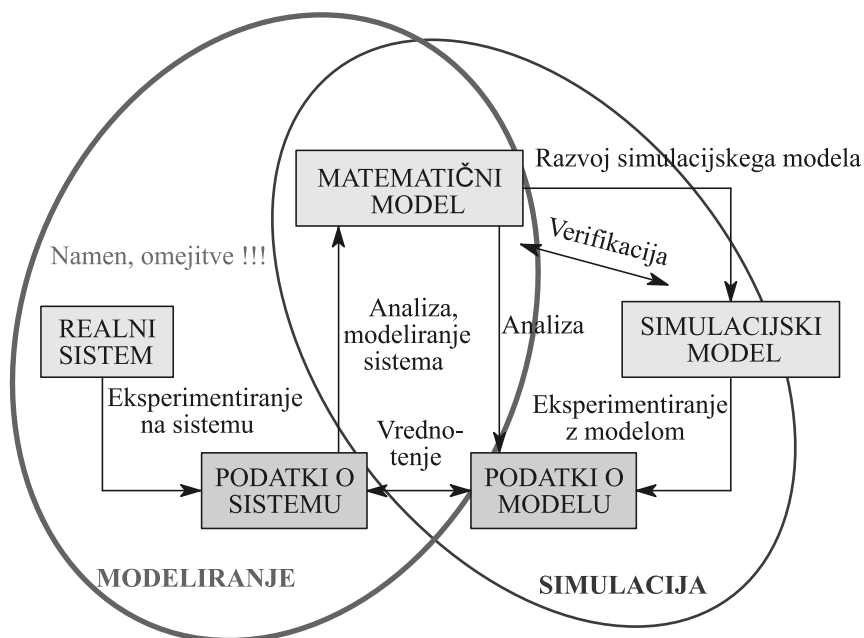 MATEMATIČNI
MODEL
Razvoj simulacijskega modela
Verifikacija
Namen, omejitve !!!
REALNI
SISTEM
Analiza,
modeliranje
sistema
Analiza
SIMULACIJSKI
MODEL
Eksperimentiranje
na sistemu
Vredno-
tenje
Eksperimentiranje
z modelom
PODATKI O
SISTEMU
PODATKI O
MODELU
MODELIRANJE
SIMULACIJA